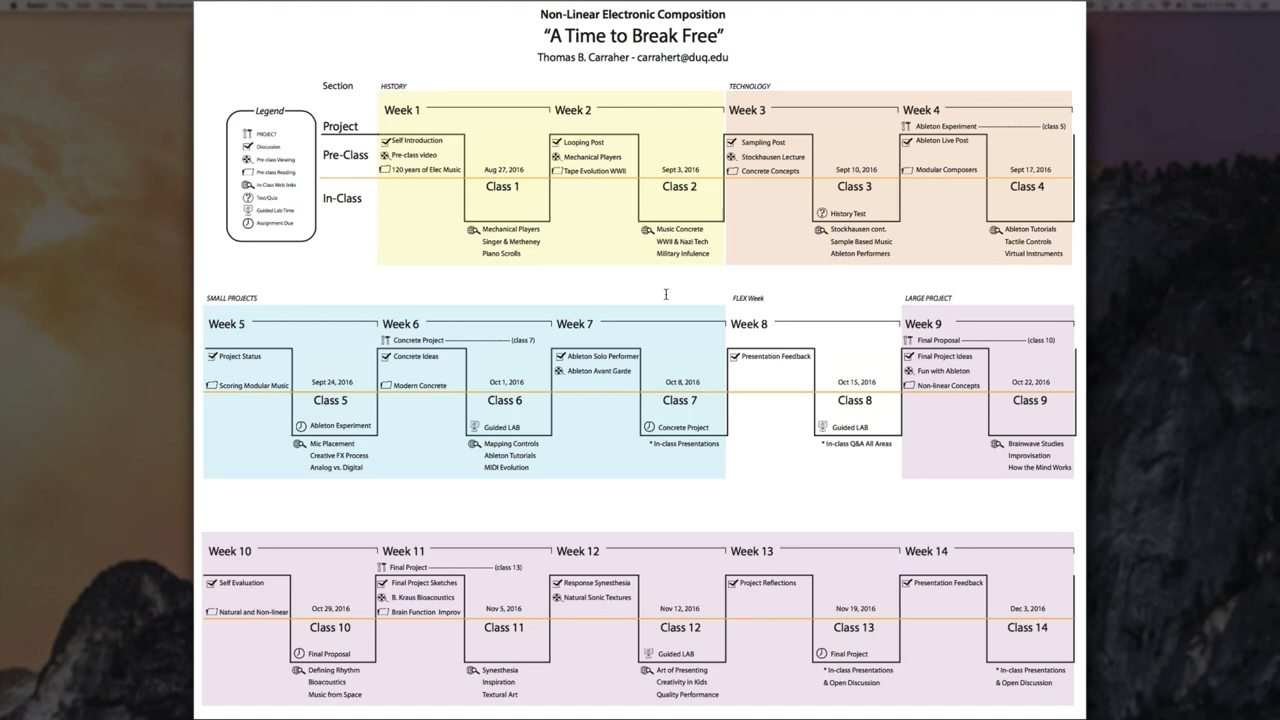 Non-Linear Electronic Composition
“A Time to Break Free”
Thomas B. Carraher - carrahert@duq.edu
Section
HISTORY
TECHNOLOGY
Legend
PROJECT
Discussion
Pre-class Viewing
Pre-class Reading
In-Class Web links
Test/Quiz
Guided Lab Time
Assignment Due
Project
Pre-Class
In-Class
Week 1
Self Introduction
Pre-class video
120 years of Elec Music
Aug 27, 2016
Class 1
Mechanical Players
Singer & Metheney
Piano Scrolls
Week 2
Looping Post
Mechanical Players
Tape Evolution WWII
Sept 3, 2016
Class 2
Music Concrete
WWII & Nazi Tech
Military Infulence
Week 3
Sampling Post
Stockhausen Lecture
Concrete Concepts
Sept 10, 2016
Class 3
History Test
Stockhausen cont.
Sample Based Music
Ableton Performers
Week 4
Ableton Experiment (class 5)
Ableton Live Post
Modular Composers
Sept 17, 2016
Class 4
Ableton Tutorials
Tactile Controls
Virtual Instruments
SMALL PROJECTS
FLEX Week
LARGE PROJECT
Week 5
Project Status
Scoring Modular Music
Sept 24, 2016
Class 5
Ableton Experiment
Mic Placement
Creative FX Process
Analog vs. Digital
Week 6
Concrete Project (class 7)
Concrete Ideas
Modern Concrete
Oct 1, 2016
Class 6
Guided LAB
Mapping Controls
Ableton Tutorials
MIDI Evolution
Week 7
Ableton Solo Performer
Ableton Avant Garde
Oct 8, 2016
Class 7
Concrete Project
* In-class Presentations
Week 8
Presentation Feedback
Oct 15, 2016
Class 8
Guided LAB
* In-class Q&A All Areas
Week 9
Final Proposal (class 10)
Final Project Ideas
Fun with Ableton
Non-linear Concepts
Oct 22, 2016
Class 9
Brainwave Studies
Improvisation
How the Mind Works
Week 10
Self Evaluation
Natural and Non-linear
Oct 29, 2016
Class 10
Final Proposal
Defining Rhythm
Bioacoustics
Music from Space
Week 11
Final Project (class 13)
Final Project Sketches
B. Kraus Bioacoustics
Brain Function Improv
Nov 5, 2016
Class 11
Synesthesia
Inspiration
Textural Art
Week 12
Response Synesthesia
Natural Sonic Textures
Nov 12, 2016
Class 12
Guided LAB
Art of Presenting
Creativity in Kids
Quality Performance
Week 13
Project Reflections
Nov 19, 2016
Class 13
Final Project
* In-class Presentations
& Open Discussion
Week 14
Presentation Feedback
Dec 3, 2016
Class 14
* In-class Presentations
& Open Discussion